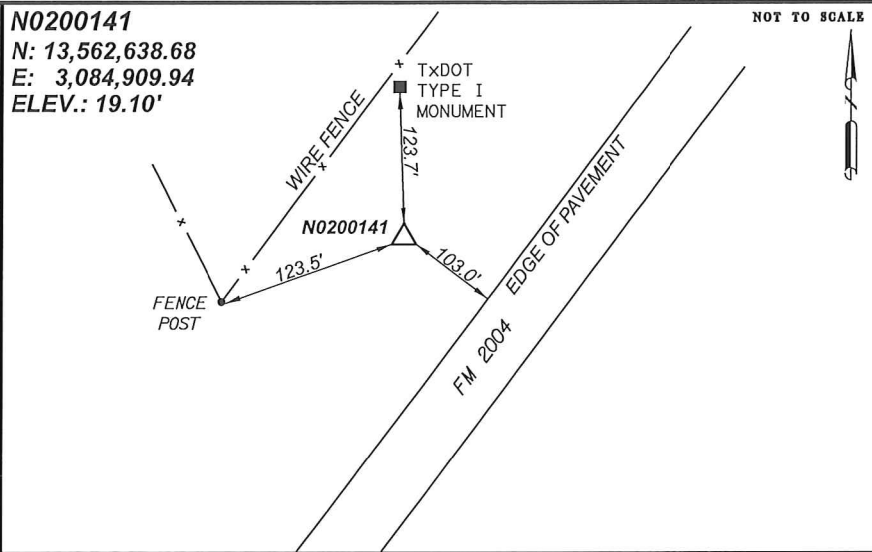 N0200141
N: 13,562,638.68
E: 3,084,909.94
ELEV.: 19.10'
NOT TO SCALE
TxDOT
TYPE I
MONUMENT
WIRE FENCE
123.7'
N0200141
123.5'
103.0'
EDGE OF PAVEMENT
FENCE
POST
FM 2004